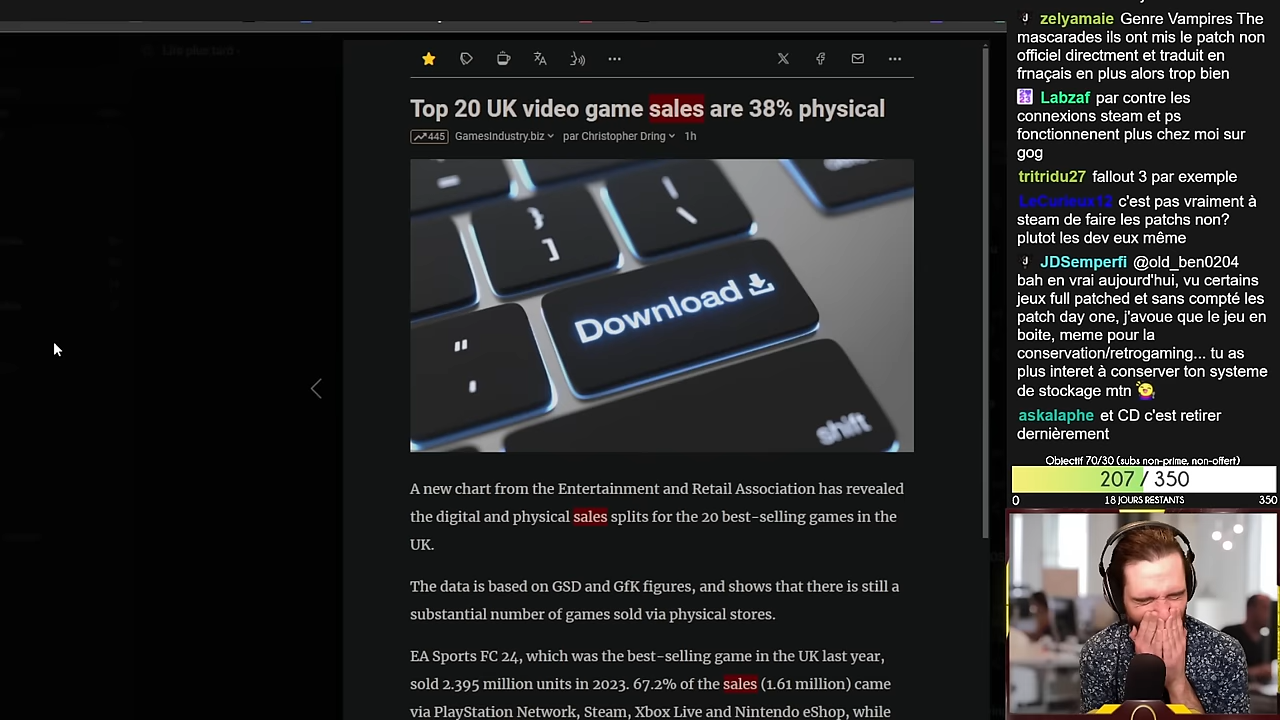 Top 20 UK video game sales are 38% physical
445 GamesIndustry.biz par Christopher Dring 1h
Download
shift
A new chart from the Entertainment and Retail Association has revealed
the digital and physical sales splits for the 20 best-selling games in the
UK.
The data is based on GSD and GfK figures, and shows that there is still a
substantial number of games sold via physical stores.
EA Sports FC 24, which was the best-selling game in the UK last year,
sold 2.395 million units in 2023. 67.2% of the sales (1.61 million) came
via PlayStation Network, Steam, Xbox Live and Nintendo eShop, while
zelyamaie Genre Vampires The
mascarades ils ont mis le patch non
officiel directment et traduit en
frnaçais en plus alors trop bien
Labzaf par contre les
connexions steam et ps
fonctionnenent plus chez moi sur
gog
tritridu27 fallout 3 par exemple
LeCurieux12 c'est pas vraiment à
steam de faire les patchs non?
plutot les dev eux même
JDSemperfi @old_ben0204
bah en vrai aujourd'hui, vu certains
jeux full patched et sans compté les
patch day one, j'avoue que le jeu en
boite, meme pour la
conservation/retrogaming... tu as
plus interet à conserver ton systeme
de stockage mtn
askalaphe et CD c'est retirer
dernièrement
Objectif 70/30 (subs non-prime, non-offert)
207 / 350
0 18 JOURS RESTANTS 350